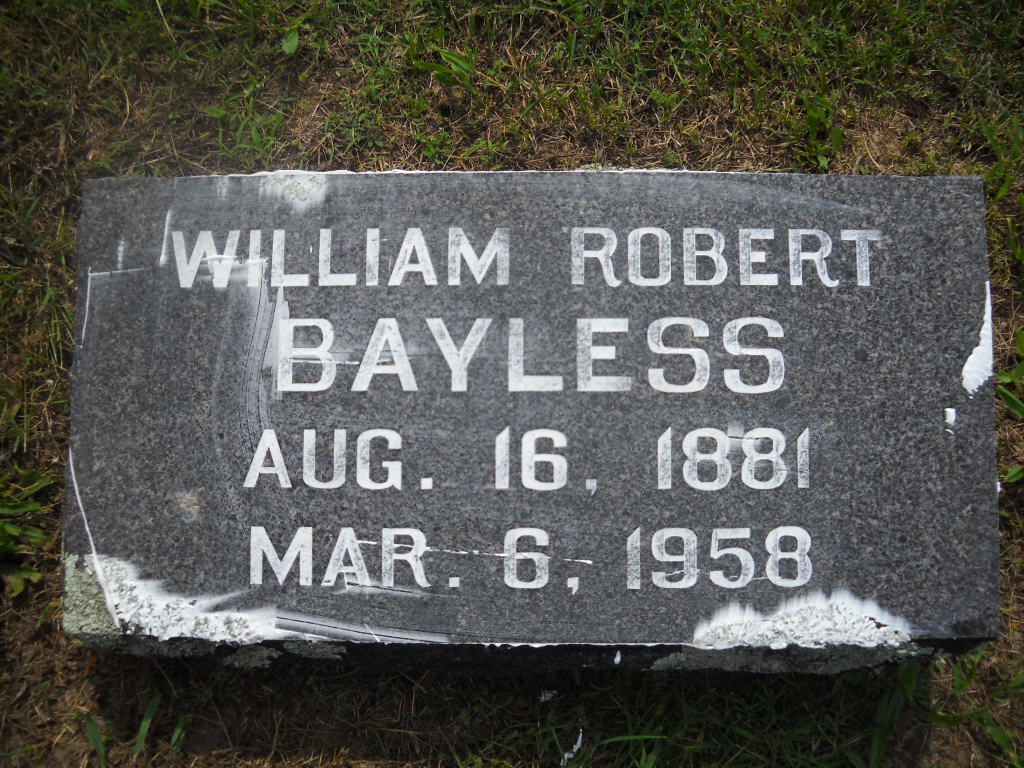 WILLIAM ROBERT
BAYLESS
AUG. 16, 1881
MAR. 6, 1958